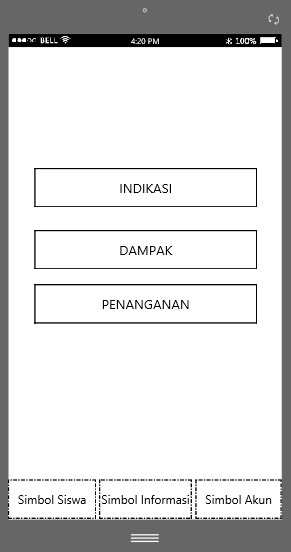 BELL 4:20 PM 100%
INDIKASI
DAMPAK
PENANGANAN
Simbol Siswa Simbol Informasi Simbol Akun